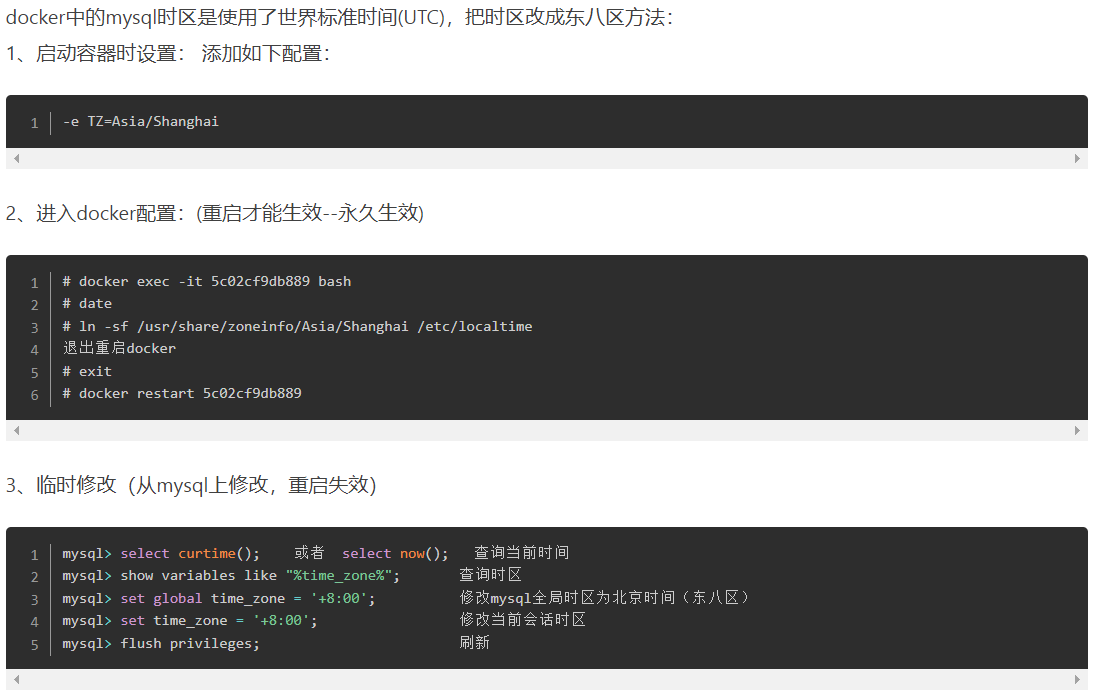 docker中的mysql时区是使用了世界标准时间(UTC)，把时区改成东八区方法：
1、启动容器时设置： 添加如下配置：
1 -e TZ=Asia/Shanghai
2、进入docker配置：(重启才能生效--永久生效)
1 # docker exec -it 5c02cf9db889 bash
2 # date
3 # ln -sf /usr/share/zoneinfo/Asia/Shanghai /etc/localtime
4 退出重启docker
5 # exit
6 # docker restart 5c02cf9db889
3、临时修改（从mysql上修改，重启失效）
1 mysql> select curtime(); 或者 select now(); 查询当前时间
2 mysql> show variables like "%time_zone%"; 查询时区
3 mysql> set global time_zone = '+8:00'; 修改mysql全局时区为北京时间（东八区）
4 mysql> set time_zone = '+8:00'; 修改当前会话时区
5 mysql> flush privileges; 刷新